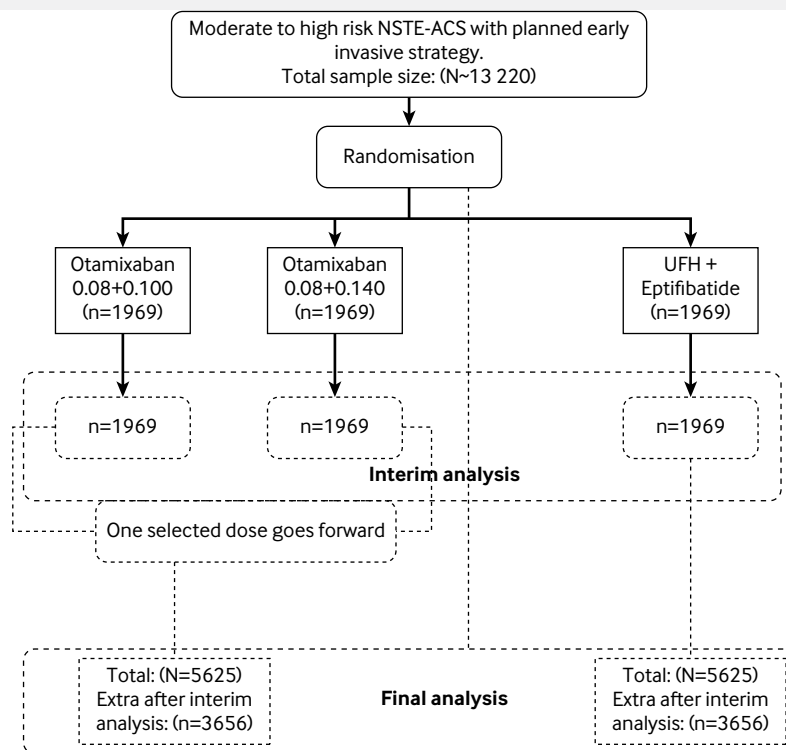 Moderate to high risk NSTE-ACS with planned early
invasive strategy.
Total sample size: (N~13 220)
Randomisation
Otamixaban
0.08+0.100
(n=1969)
Otamixaban
0.08+0.140
(n=1969)
UFH +
Eptifibatide
(n=1969)
n=1969
n=1969
n=1969
Interim analysis
One selected dose goes forward
Total: (N=5625)
Extra after interim
analysis: (n=3656)
Final analysis
Total: (N=5625)
Extra after interim
analysis: (n=3656)